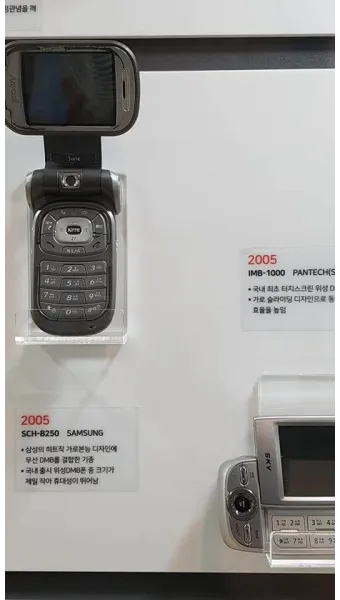 2005
SCH-B250 SAMSUNG
• 삼성의 히트작 가로본능 디자인에
무선 DMB를 결합한 기종
• 국내 출시 위성DMB폰 중 크기가
제일 작아 휴대성이 뛰어남
2005
IMB-1000 PANTECH(S
• 국내 최초 터치스크린 위성 D
• 가로 슬라이딩 디자인으로 동
효율을 높임
SKY